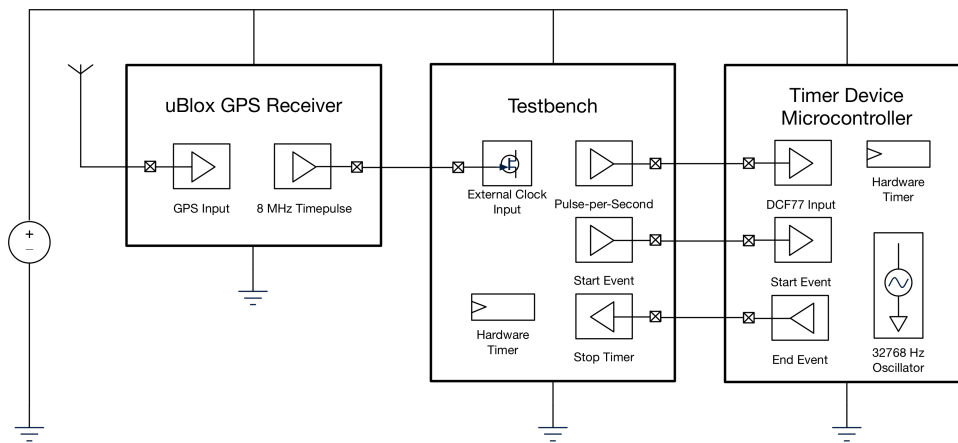 uBlox GPS Receiver
GPS Input
8 MHz Timepulse
Testbench
External Clock
Input
Pulse-per-Second
Start Event
Hardware
Timer
Stop Timer
Timer Device
Microcontroller
DCF77 Input
Hardware
Timer
Start Event
End Event
32768 Hz
Oscillator
+
–